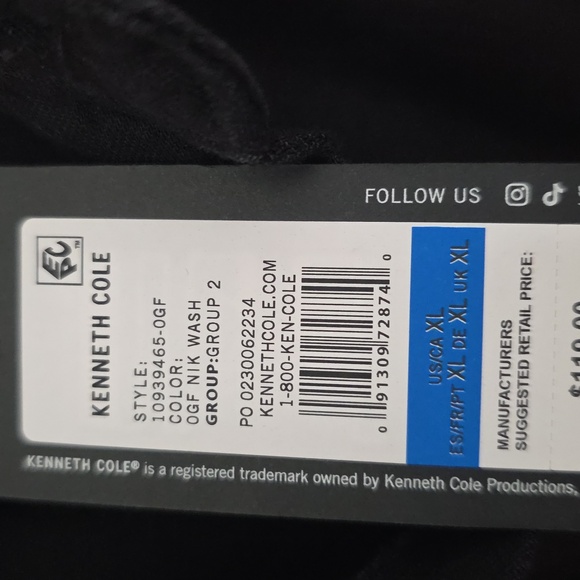 FOLLOW US
EPC™
KENNETH COLE
STYLE:
10939465-0GF
COLOR:
0GF NIK WASH
GROUP:GROUP 2
PO 0230062234
KENNETHCOLE.COM
1-800-KEN-COLE
0 91309 72874 0
US/CA XL
ES/FR/PT XL DE XL UK XL
MANUFACTURERS
SUGGESTED RETAIL PRICE:
KENNETH COLE® is a registered trademark owned by Kenneth Cole Productions,